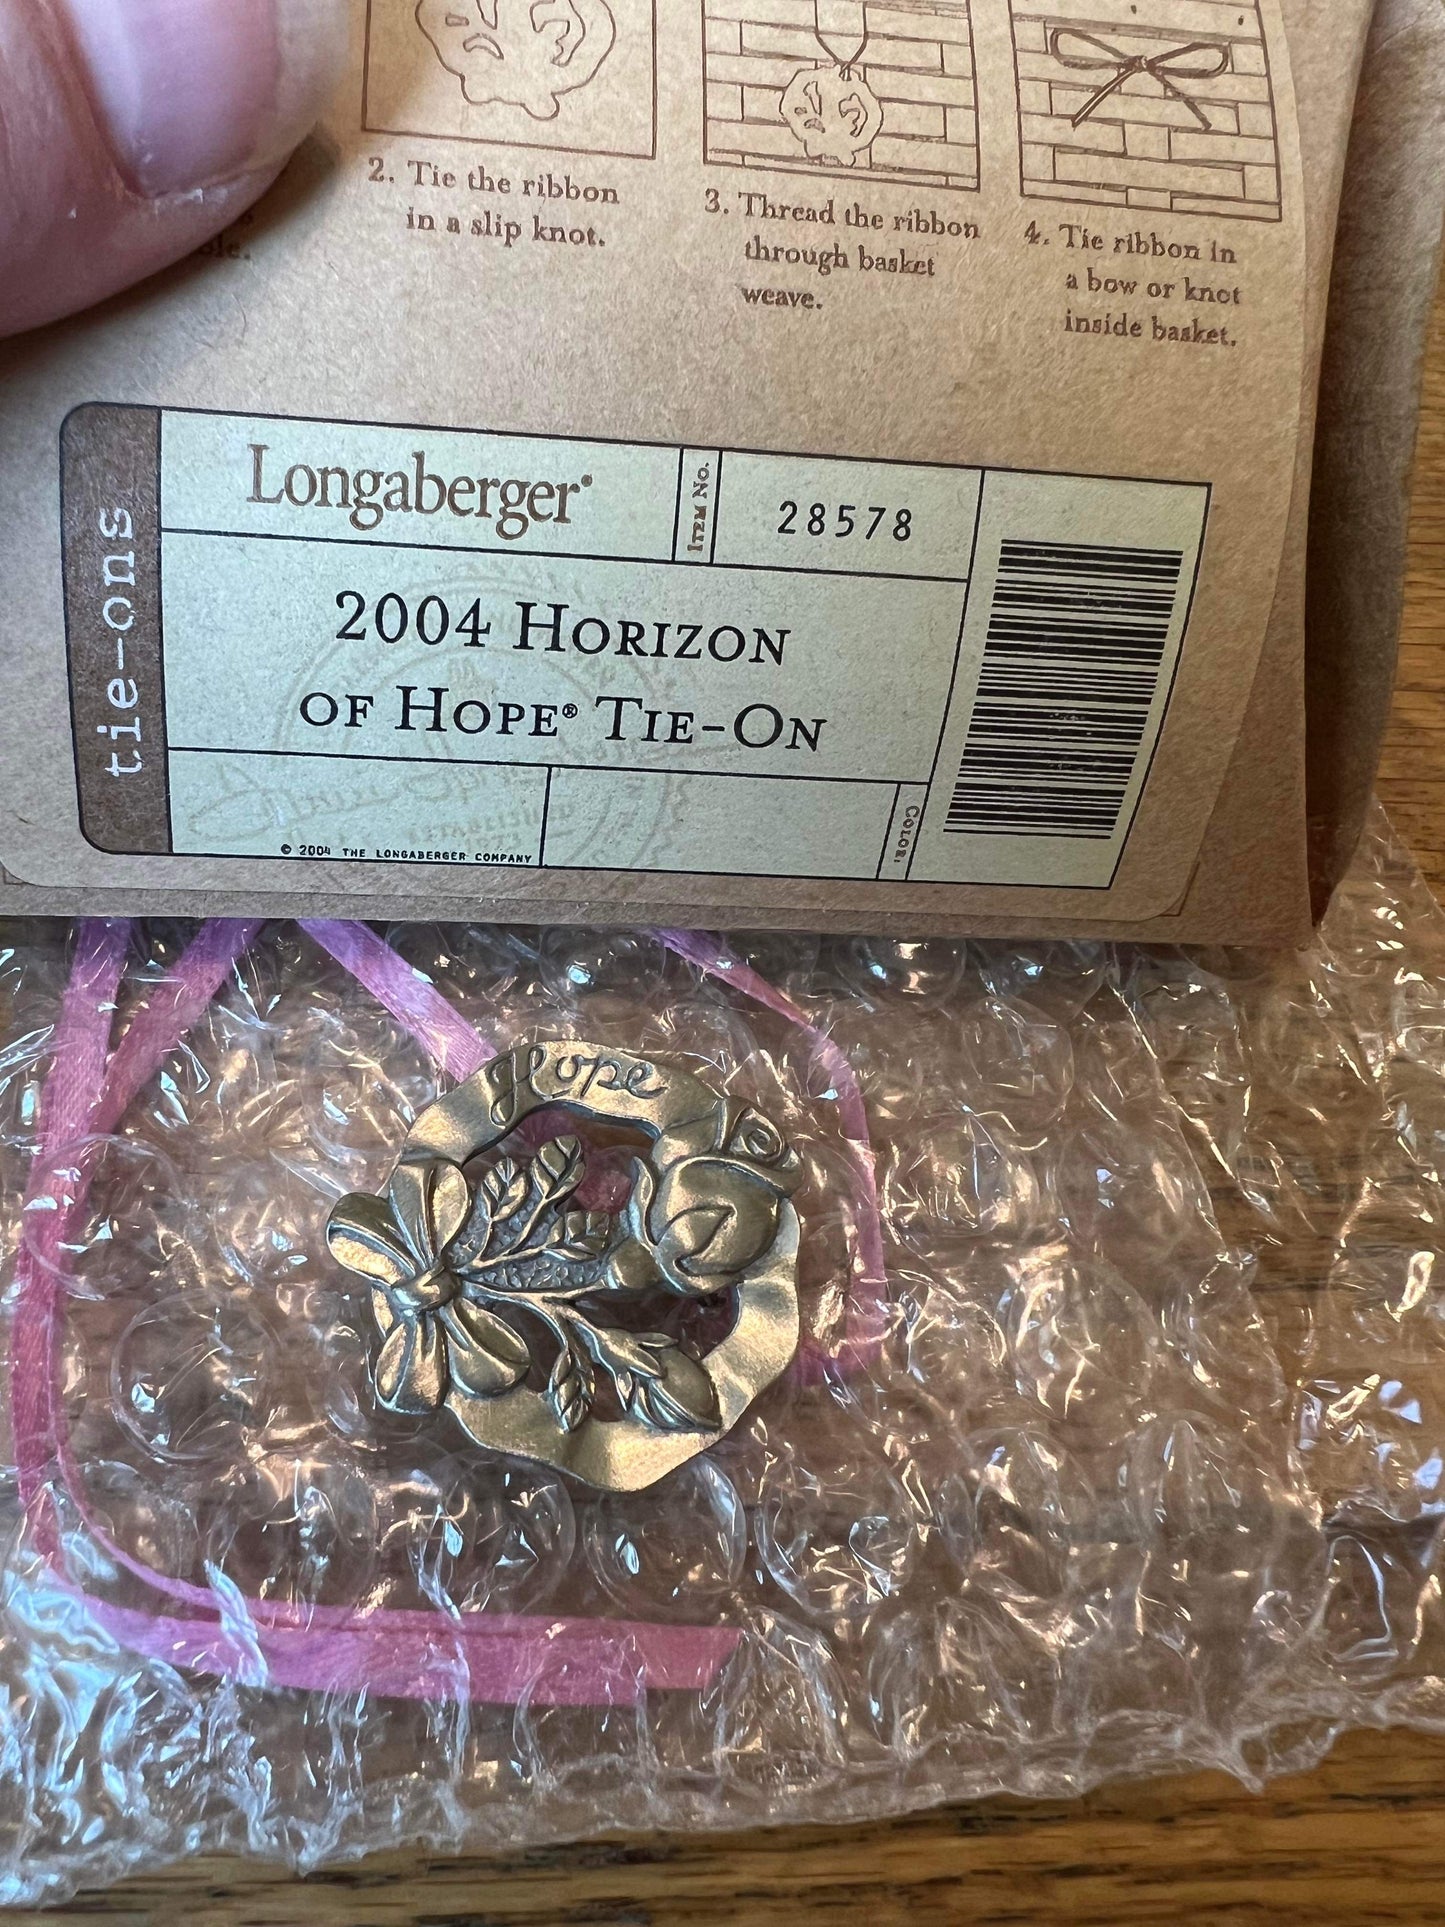 2. Tie the ribbon
in a slip knot.
3. Thread the ribbon
through basket
weave.
4. Tie ribbon in
a bow or knot
inside basket.
tie-ons
Longaberger®
ITEM NO.
28578
2004 HORIZON
OF HOPE® TIE-ON
© 2004 THE LONGABERGER COMPANY
COLOR:
Hope